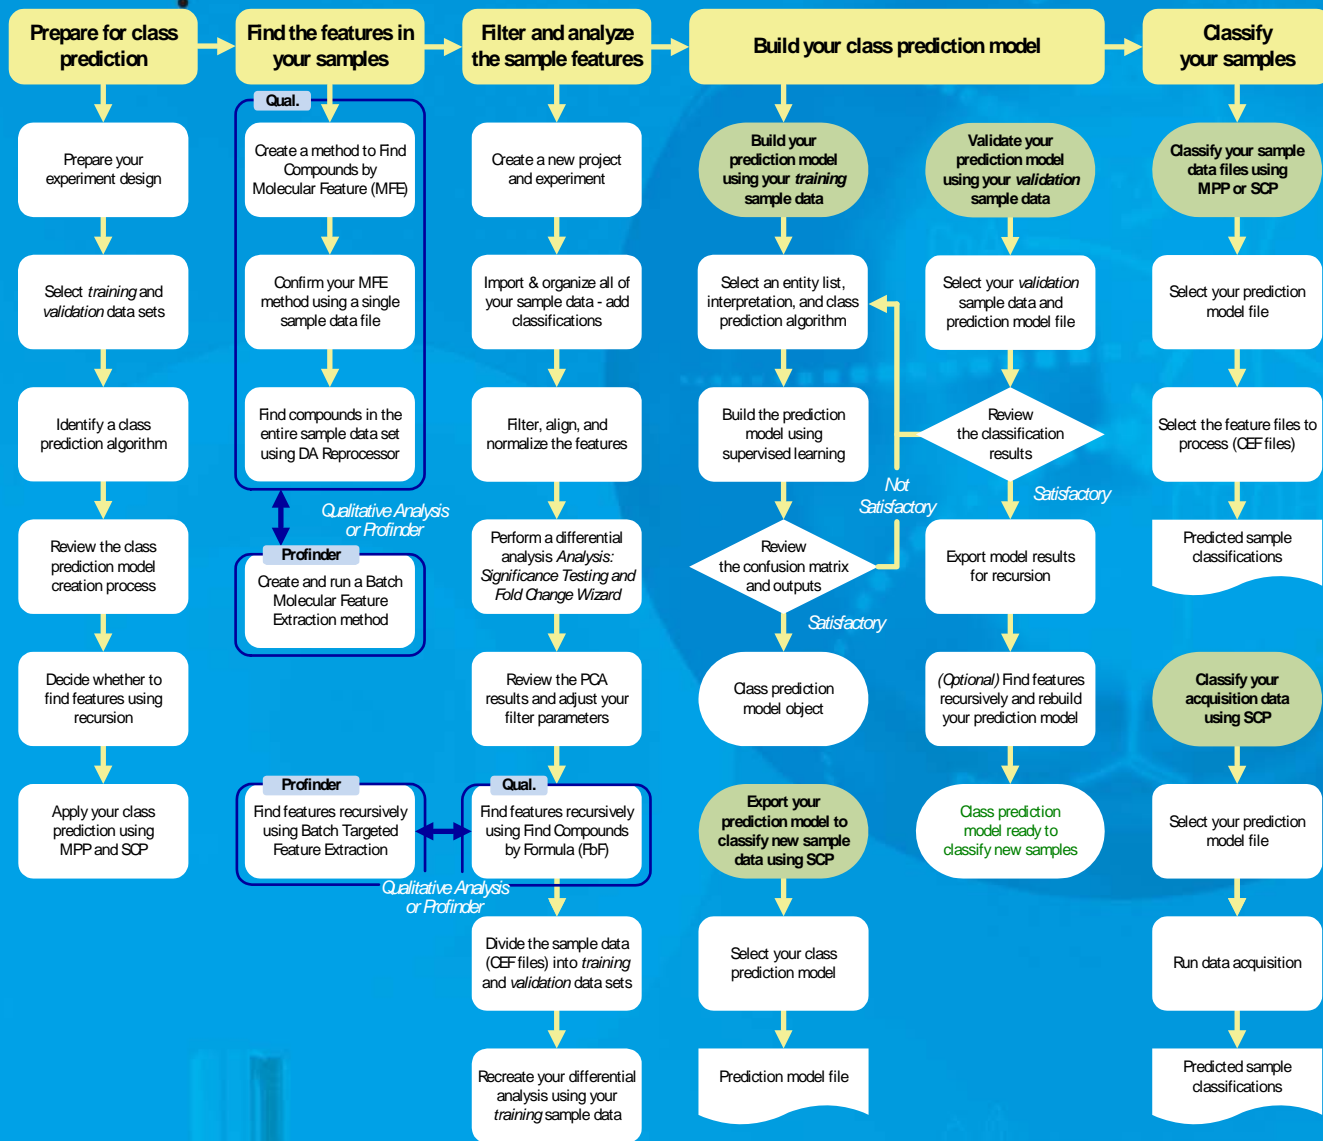 Prepare for class
prediction
Find the features in
your samples
Filter and analyze
the sample features
Build your class prediction model
Classify
your samples
Prepare your
experiment design
Select training and
validation data sets
Identify a class
prediction algorithm
Review the class
prediction model
creation process
Decide whether to
find features using
recursion
Apply your class
prediction using
MPP and SCP
Qual.
Create a method to Find
Compounds by
Molecular Feature (MFE)
Confirm your MFE
method using a single
sample data file
Find compounds in the
entire sample data set
using DA Reprocessor
Qualitative Analysis
or Profinder
Profinder
Create and run a Batch
Molecular Feature
Extraction method
Profinder
Find features recursively
using Batch Targeted
Feature Extraction
Qualitative Analysis
or Profinder
Create a new project
and experiment
Import & organize all of
your sample data - add
classifications
Filter, align, and
normalize the features
Perform a differential
analysis Analysis:
Significance Testing and
Fold Change Wizard
Review the PCA
results and adjust your
filter parameters
Qual.
Find features recursively
using Find Compounds
by Formula (FbF)
Divide the sample data
(CEF files) into training
and validation data sets
Recreate your differential
analysis using your
training sample data
Build your
prediction model
using your training
sample data
Select an entity list,
interpretation, and class
prediction algorithm
Build the prediction
model using
supervised learning
Review
the confusion matrix
and outputs
Not
Satisfactory
Satisfactory
Class prediction
model object
Export your
prediction model to
classify new sample
data using SCP
Select your class
prediction model
Prediction model file
Validate your
prediction model
using your validation
sample data
Select your validation
sample data and
prediction model file
Review
the classification
results
Satisfactory
Export model results
for recursion
(Optional) Find features
recursively and rebuild
your prediction model
Class prediction
model ready to
classify new samples
Classify your sample
data files using
MPP or SCP
Select your prediction
model file
Select the feature files to
process (CEF files)
Predicted sample
classifications
Classify your
acquisition data
using SCP
Select your prediction
model file
Run data acquisition
Predicted sample
classifications